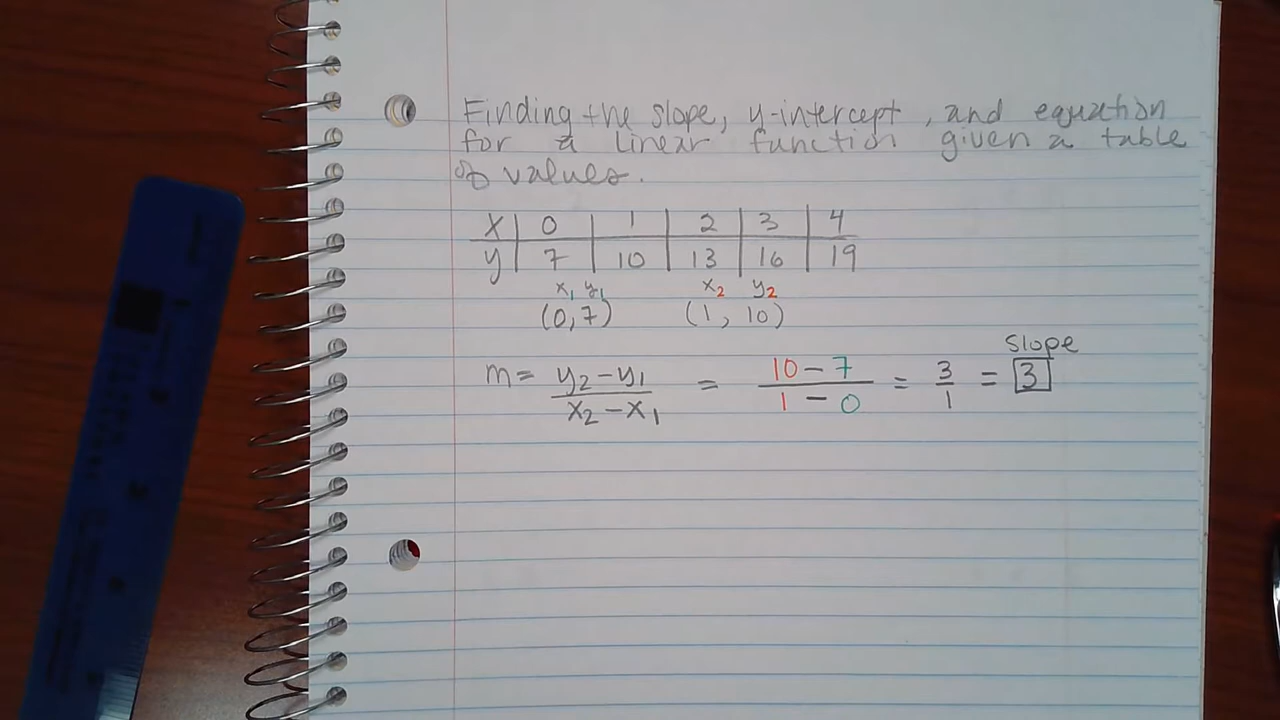 Finding the slope, y-intercept, and equation
for a linear function given a table
of values.
x | 0 | 1 | 2 | 3 | 4
y | 7 | 10 | 13 | 16 | 19
x₁ y₁ x₂ y₂
(0,7) (1, 10)
slope
m = y₂-y₁ / x₂-x₁ = 10-7 / 1-0 = 3/1 = 3